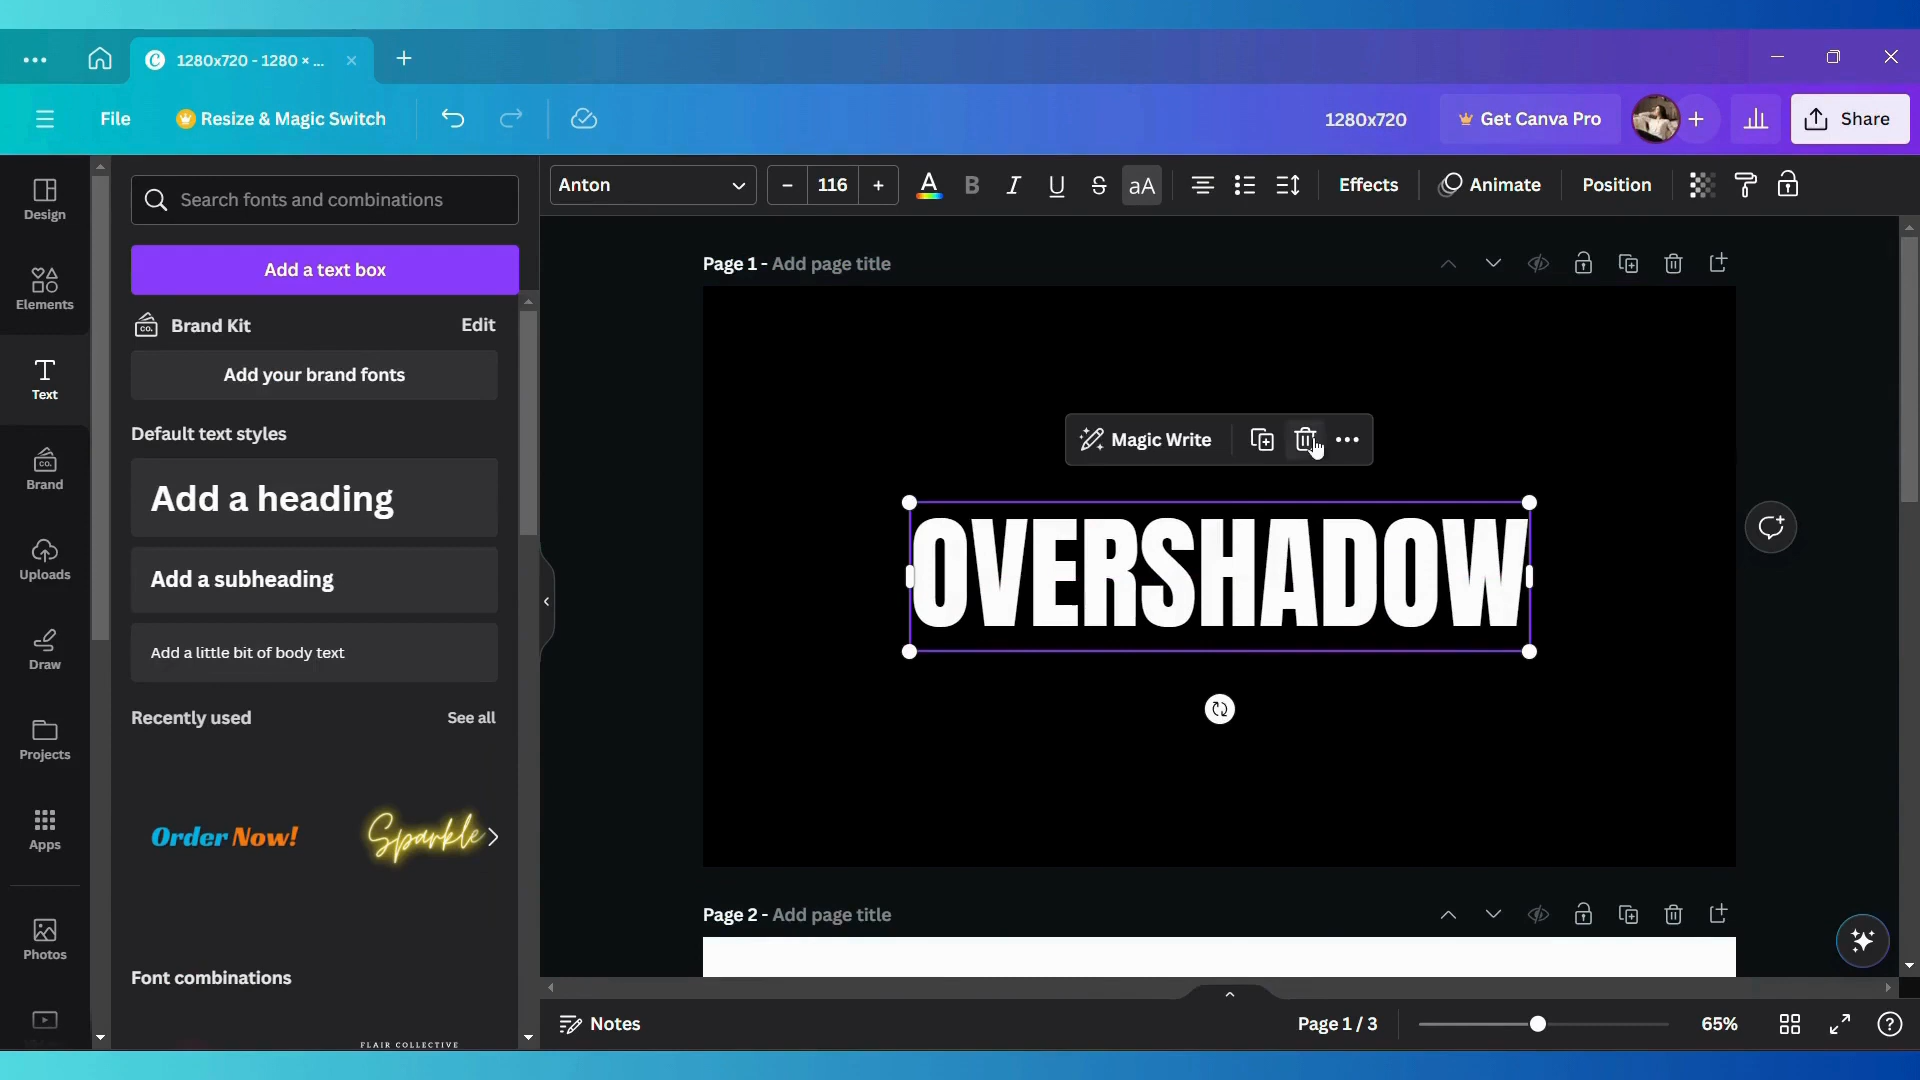 1280x720 - 1280 × ...
File
Resize & Magic Switch
1280x720
Get Canva Pro
Share
Design
Elements
Text
Brand
Uploads
Draw
Projects
Apps
Photos
Search fonts and combinations
Add a text box
Brand Kit
Edit
Add your brand fonts
Default text styles
Add a heading
Add a subheading
Add a little bit of body text
Recently used
See all
Order Now!
Sparkle
Font combinations
FLAIR COLLECTIVE
Anton
- 116 +
A B I U S aA
Effects
Animate
Position
Page 1 - Add page title
Magic Write
OVERSHADOW
Page 2 - Add page title
Notes
Page 1 / 3
65%